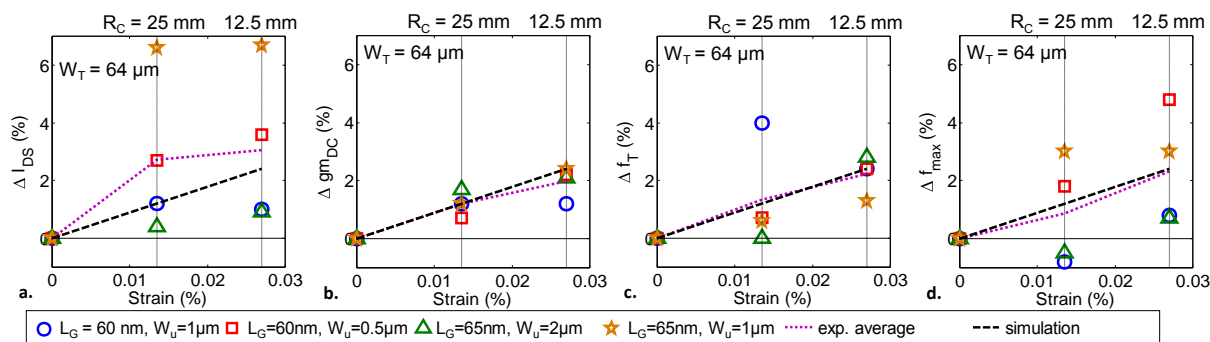 R_C = 25 mm 12.5 mm
W_T = 64 µm
Δ I_DS (%)
6
4
2
0
0 0.01 0.02 0.03
Strain (%)
a.
R_C = 25 mm 12.5 mm
W_T = 64 µm
Δ gm_DC (%)
6
4
2
0
0 0.01 0.02 0.03
Strain (%)
b.
R_C = 25 mm 12.5 mm
W_T = 64 µm
Δ f_T (%)
6
4
2
0
0 0.01 0.02 0.03
Strain (%)
c.
R_C = 25 mm 12.5 mm
W_T = 64 µm
Δ f_max (%)
6
4
2
0
0 0.01 0.02 0.03
Strain (%)
d.
L_G = 60 nm, W_u=1µm L_G=60nm, W_u=0.5µm L_G=65nm, W_u=2µm L_G=65nm, W_u=1µm exp. average simulation